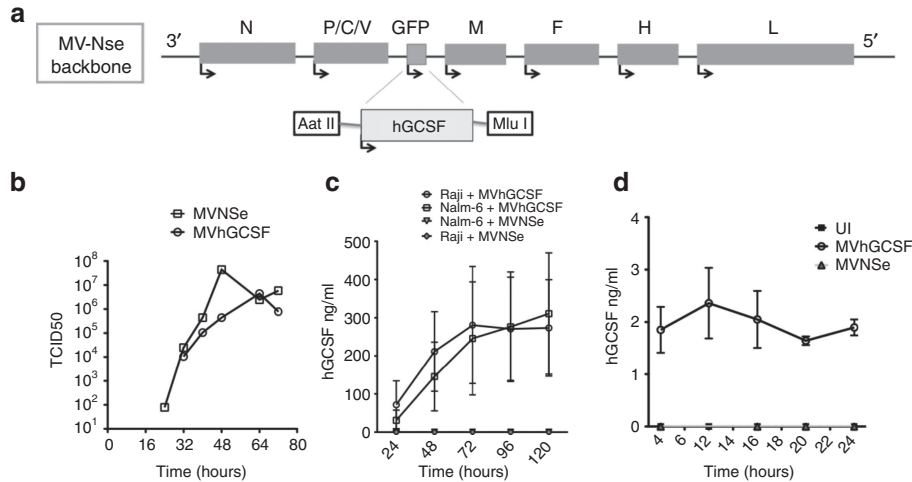 a
MV-Nse
backbone
3′ N P/C/V GFP M F H L 5′
Aat II hGCSF Mlu I
b
MVNSe
MVhGCSF
TCID50
10^8
10^7
10^6
10^5
10^4
10^3
10^2
10^1
0 16 32 48 64 80
Time (hours)
c
Raji + MVhGCSF
Nalm-6 + MVhGCSF
Nalm-6 + MVNSe
Raji + MVNSe
hGCSF ng/ml
500
400
300
200
100
0
24 48 72 96 120
Time (hours)
d
UI
MVhGCSF
MVNSe
hGCSF ng/ml
4
3
2
1
0
4 6 12 14 16 18 20 22 24
Time (hours)